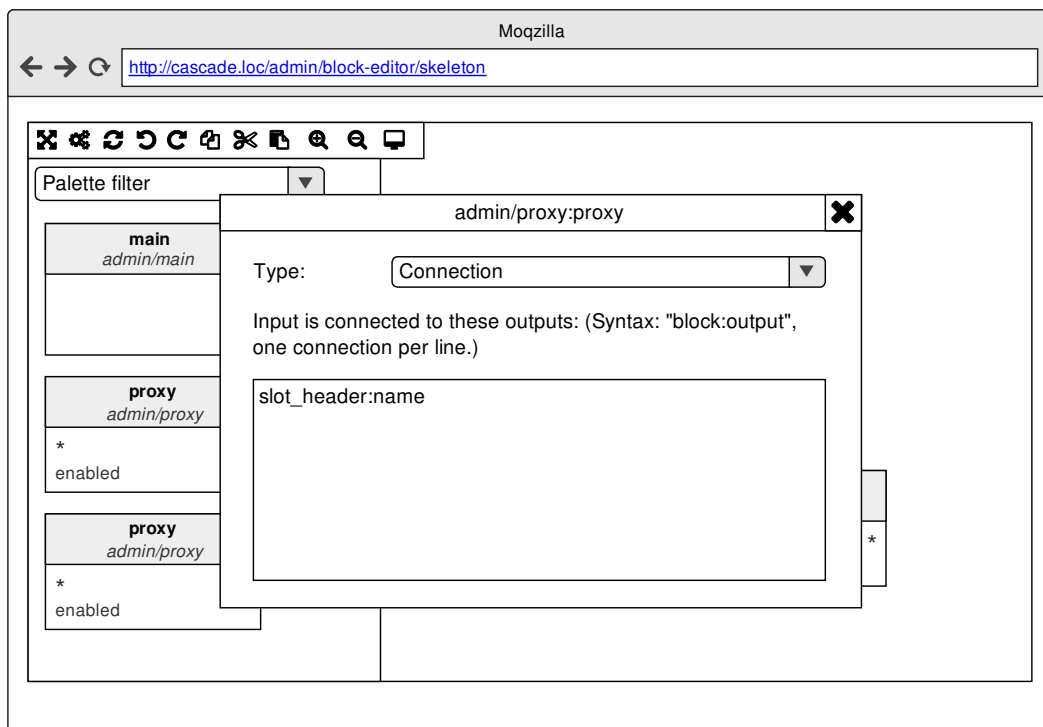 Moqzilla
http://cascade.loc/admin/block-editor/skeleton
Palette filter
main
admin/main
proxy
admin/proxy
*
enabled
proxy
admin/proxy
*
enabled
admin/proxy:proxy
Type:
Connection
Input is connected to these outputs: (Syntax: "block:output",
one connection per line.)
slot_header:name
*